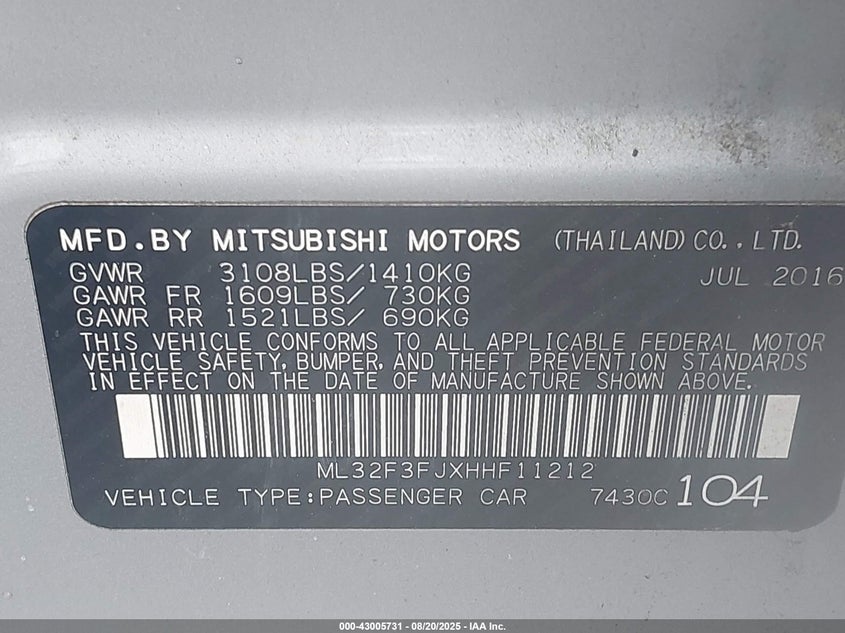 MFD.BY MITSUBISHI MOTORS (THAILAND) CO., LTD.
GVWR 3108LBS/1410KG JUL 2016
GAWR FR 1609LBS/ 730KG
GAWR RR 1521LBS/ 690KG
THIS VEHICLE CONFORMS TO ALL APPLICABLE FEDERAL MOTOR
VEHICLE SAFETY, BUMPER, AND THEFT PREVENTION STANDARDS
IN EFFECT ON THE DATE OF MANUFACTURE SHOWN ABOVE.
ML32F3FJXHHF11212
VEHICLE TYPE:PASSENGER CAR 7430C 104
000-43005731 - 08/20/2025 - IAA Inc.